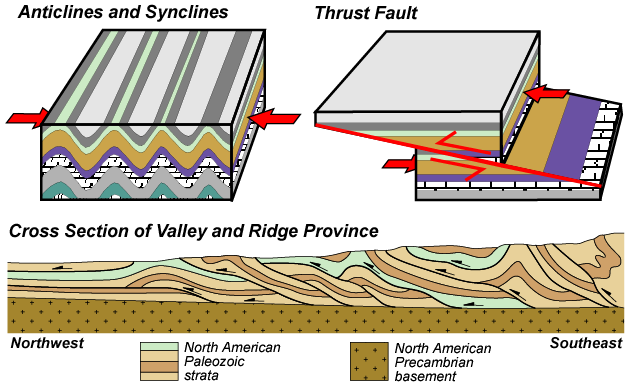 Anticlines and Synclines
Thrust Fault
Cross Section of Valley and Ridge Province
Northwest
Southeast
North American
Paleozoic
strata
North American
Precambrian
basement